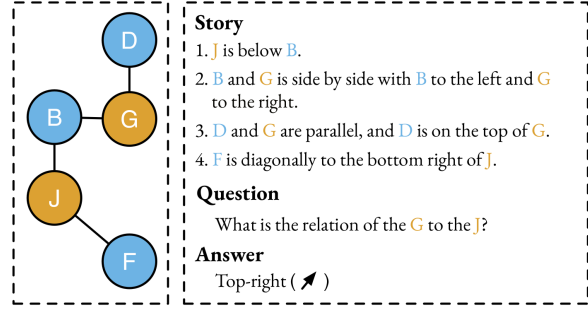 D
B
G
J
F
Story
1. J is below B.
2. B and G is side by side with B to the left and G
to the right.
3. D and G are parallel, and D is on the top of G.
4. F is diagonally to the bottom right of J.
Question
What is the relation of the G to the J?
Answer
Top-right ( ⬈ )